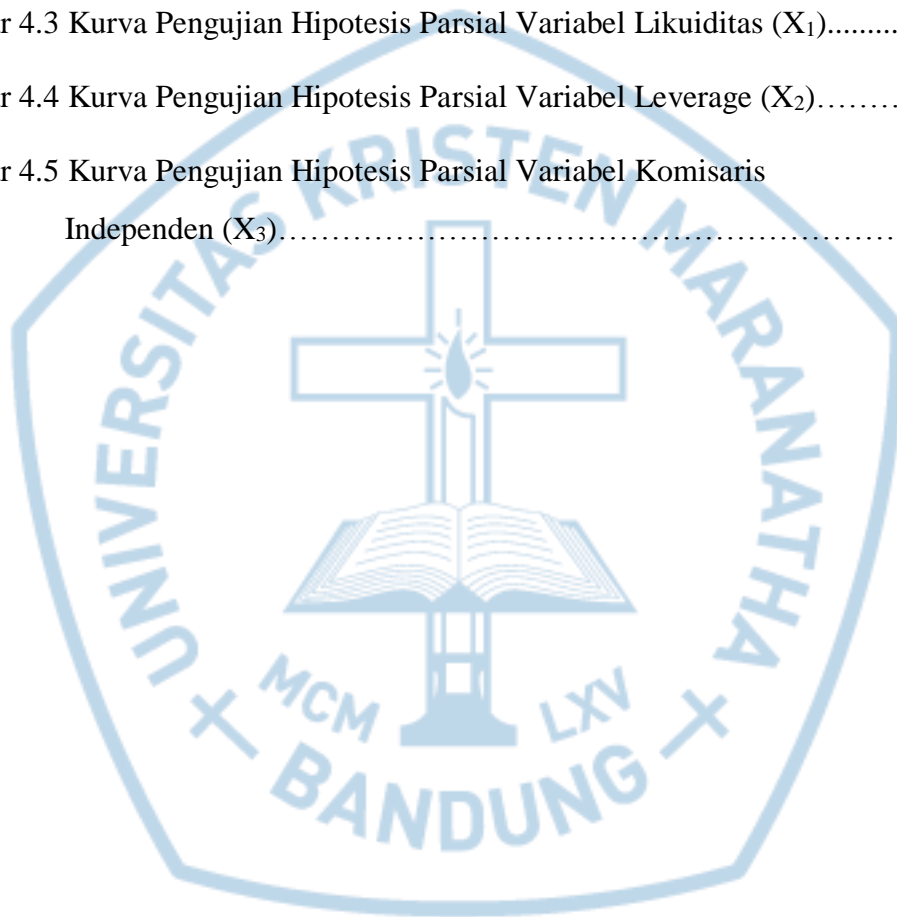 r 4.3 Kurva Pengujian Hipotesis Parsial Variabel Likuiditas (X₁).........
r 4.4 Kurva Pengujian Hipotesis Parsial Variabel Leverage (X₂)………
r 4.5 Kurva Pengujian Hipotesis Parsial Variabel Komisaris
Independen (X₃)……………………………………………………
UNIVERSITAS KRISTEN MARANATHA
MCM LXV
BANDUNG